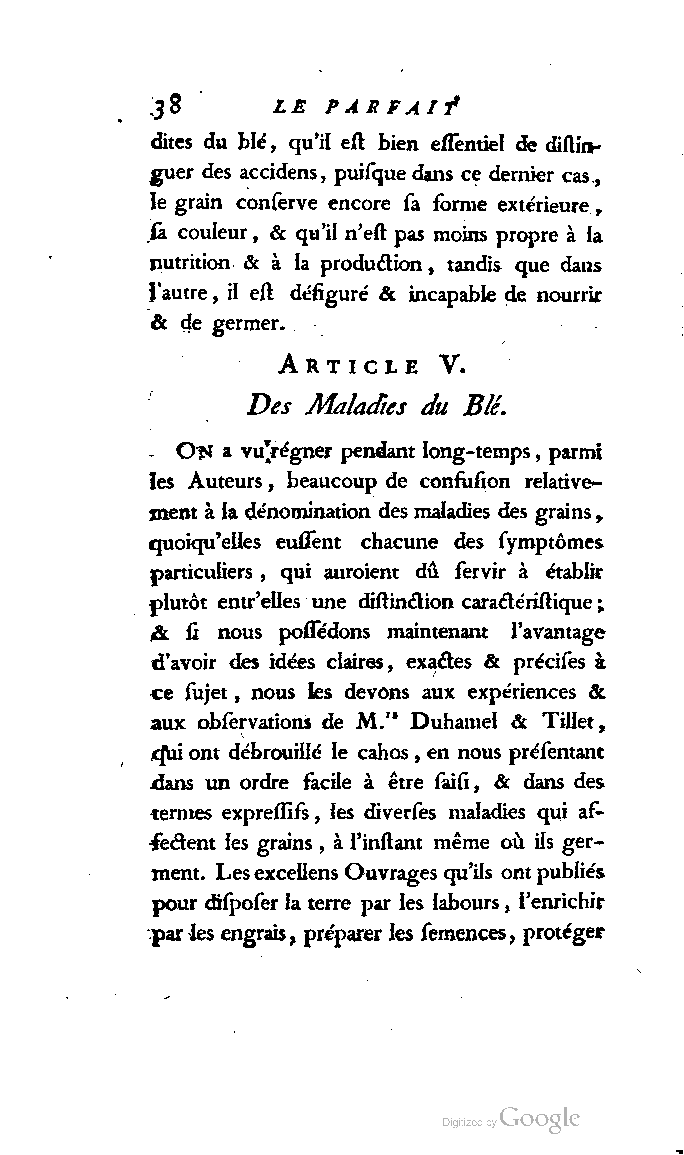 38 LE PARFAIT
dites du blé, qu'il eſt bien eſſentiel de diſtin-
guer des accidens, puiſque dans ce dernier cas,
le grain conſerve encore ſa forme extérieure,
ſa couleur, & qu'il n'eſt pas moins propre à la
nutrition & à la production, tandis que dans
l'autre, il eſt défiguré & incapable de nourrir
& de germer.
ARTICLE V.
Des Maladies du Blé.
ON a vu régner pendant long-temps, parmi
les Auteurs, beaucoup de confuſion relative-
ment à la dénomination des maladies des grains,
quoiqu'elles euſſent chacune des ſymptômes
particuliers, qui auroient dû ſervir à établir
plutôt entr'elles une diſtinction caractériſtique;
& ſi nous poſſédons maintenant l'avantage
d'avoir des idées claires, exactes & préciſes à
ce ſujet, nous les devons aux expériences &
aux obſervations de M.rs Duhamel & Tillet,
qui ont débrouillé le cahos, en nous préſentant
dans un ordre facile à être ſaiſi, & dans des
termes expreſſifs, les diverſes maladies qui af-
fectent les grains, à l'inſtant même où ils ger-
ment. Les excellens Ouvrages qu'ils ont publiés
pour diſpoſer la terre par les labours, l'enrichir
par les engrais, préparer les ſemences, protéger
Digitized by Google